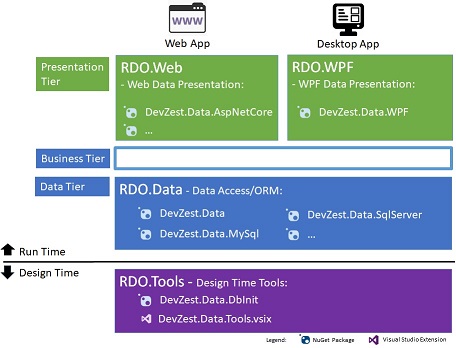 WWW
Web App
Desktop App
Presentation
Tier
RDO.Web
- Web Data Presentation:
DevZest.Data.AspNetCore
...
RDO.WPF
- WPF Data Presentation:
DevZest.Data.WPF
Business Tier
Data Tier
RDO.Data - Data Access/ORM:
DevZest.Data
DevZest.Data.SqlServer
DevZest.Data.MySql
...
Run Time
Design Time
RDO.Tools - Design Time Tools:
DevZest.Data.DbInit
DevZest.Data.Tools.vsix
Legend: NuGet Package Visual Studio Extension